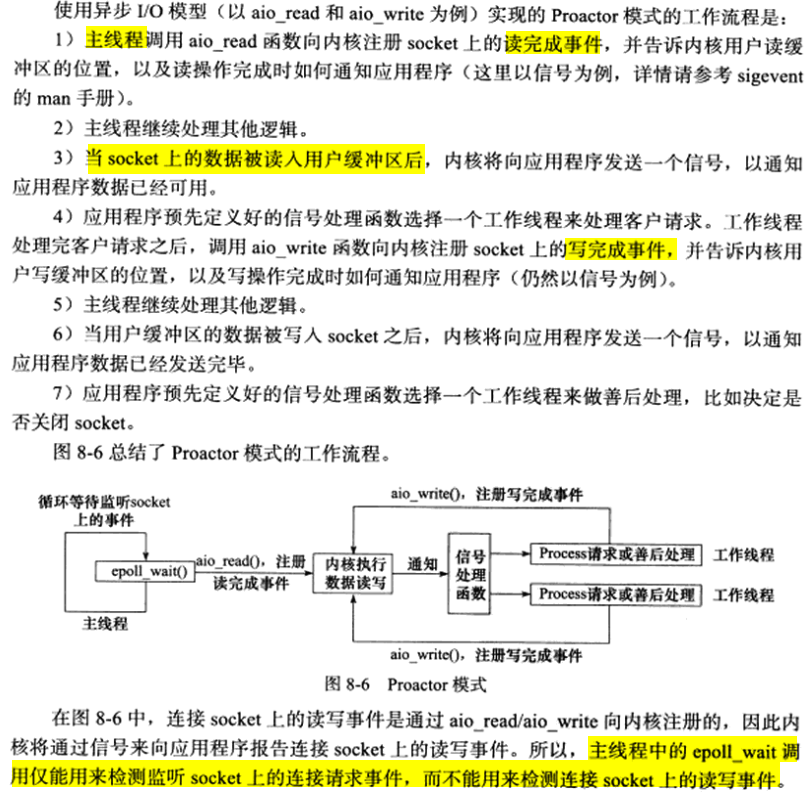 使用异步 I/O 模型（以 aio_read 和 aio_write 为例）实现的 Proactor 模式的工作流程是：
1）主线程调用 aio_read 函数向内核注册 socket 上的读完成事件，并告诉内核用户读缓
冲区的位置，以及读操作完成时如何通知应用程序（这里以信号为例，详情请参考 sigevent
的 man 手册）。
2）主线程继续处理其他逻辑。
3）当 socket 上的数据被读入用户缓冲区后，内核将向应用程序发送一个信号，以通知
应用程序数据已经可用。
4）应用程序预先定义好的信号处理函数选择一个工作线程来处理客户请求。工作线程
处理完客户请求之后，调用 aio_write 函数向内核注册 socket 上的写完成事件，并告诉内核用
户写缓冲区的位置，以及写操作完成时如何通知应用程序（仍然以信号为例）。
5）主线程继续处理其他逻辑。
6）当用户缓冲区的数据被写入 socket 之后，内核将向应用程序发送一个信号，以通知
应用程序数据已经发送完毕。
7）应用程序预先定义好的信号处理函数选择一个工作线程来做善后处理，比如决定是
否关闭 socket。
图 8-6 总结了 Proactor 模式的工作流程。
循环等待监听socket
上的事件
epoll_wait()
主线程
aio_read()，注册
读完成事件
内核执行
数据读写
通知
信号
处理
函数
aio_write()，注册写完成事件
Process请求或善后处理 工作线程
Process请求或善后处理 工作线程
aio_write()，注册写完成事件
图 8-6 Proactor 模式
在图 8-6 中，连接 socket 上的读写事件是通过 aio_read/aio_write 向内核注册的，因此内
核将通过信号来向应用程序报告连接 socket 上的读写事件。所以，主线程中的 epoll_wait 调
用仅能用来检测监听 socket 上的连接请求事件，而不能用来检测连接 socket 上的读写事件。